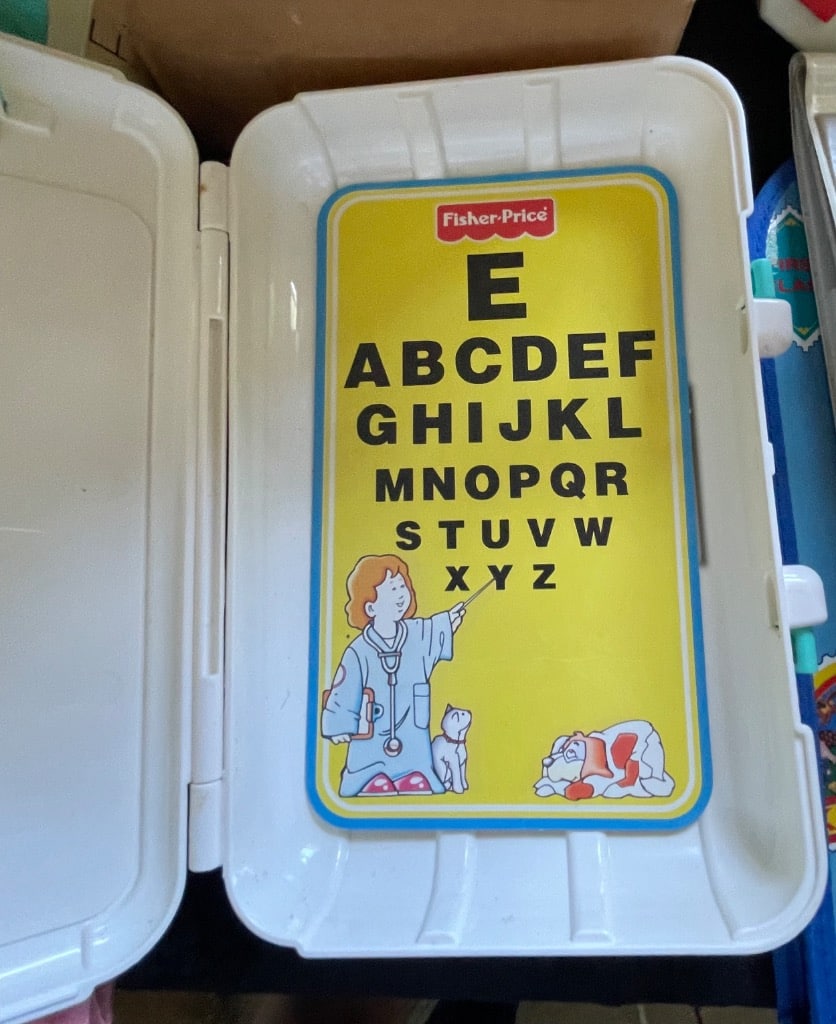 Fisher-Price
E
ABCDEF
GHIJKL
MNOPQR
STUVW
XYZ